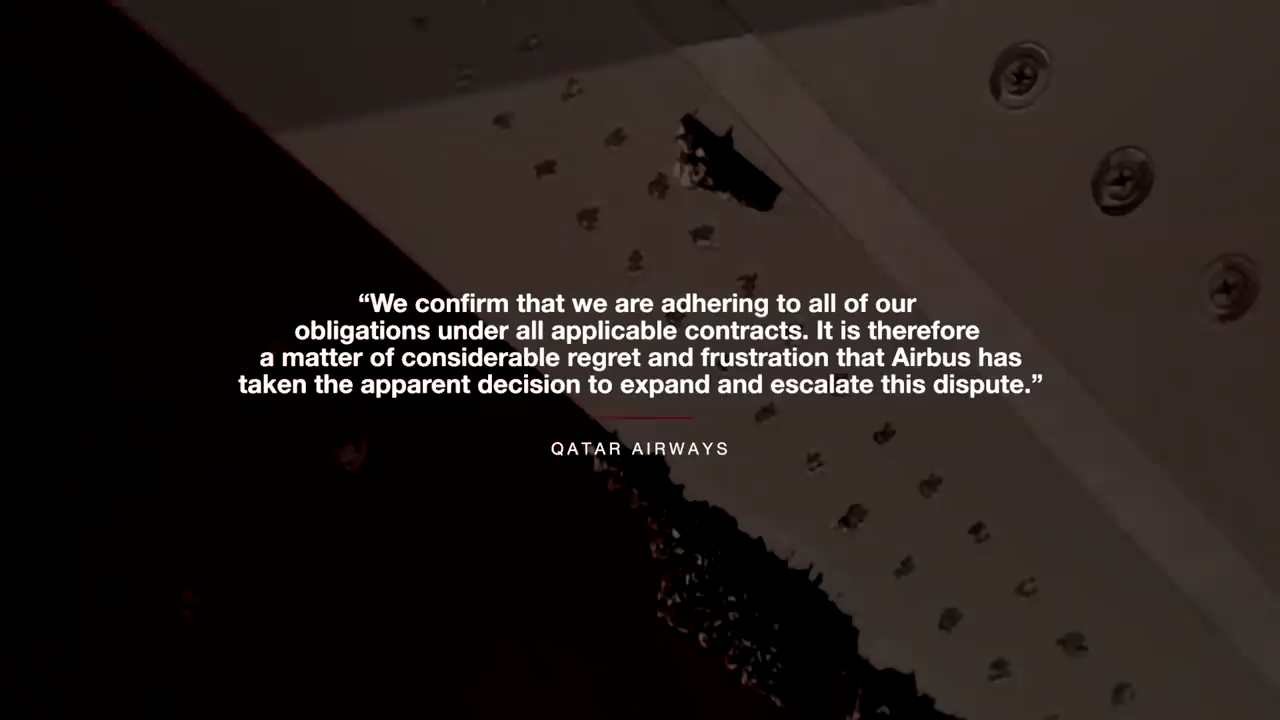 “We confirm that we are adhering to all of our
obligations under all applicable contracts. It is therefore
a matter of considerable regret and frustration that Airbus has
taken the apparent decision to expand and escalate this dispute.”
QATAR AIRWAYS